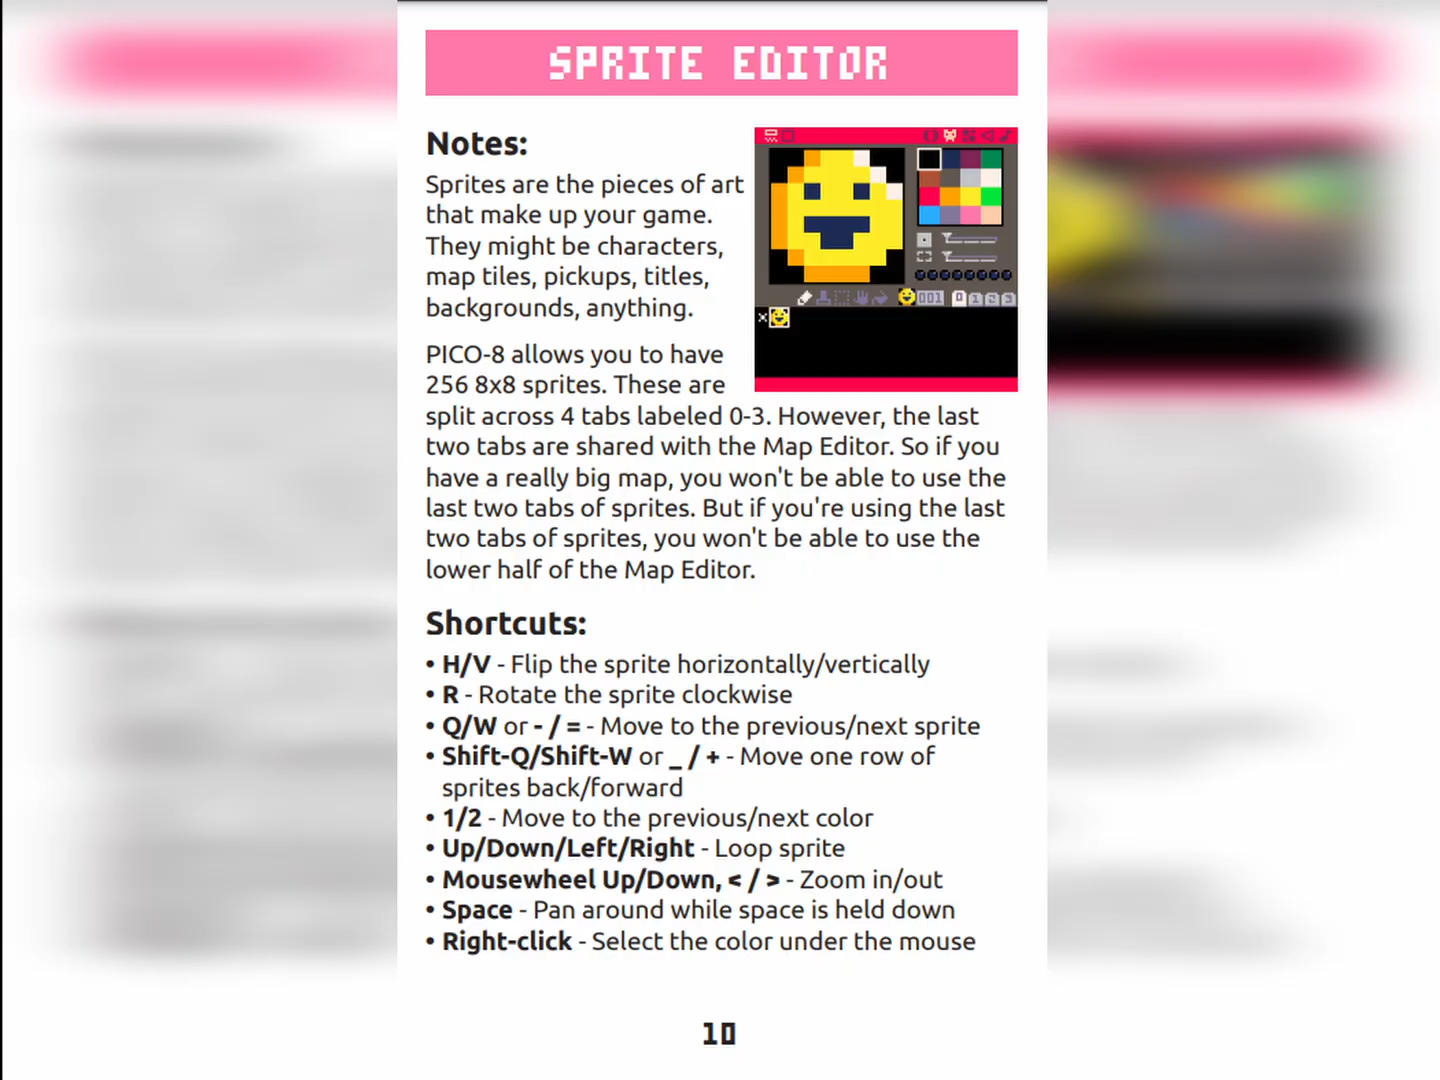 SPRITE EDITOR
Notes:
Sprites are the pieces of art
that make up your game.
They might be characters,
map tiles, pickups, titles,
backgrounds, anything.
001
0 1 2 3
PICO-8 allows you to have
256 8x8 sprites. These are
split across 4 tabs labeled 0-3. However, the last
two tabs are shared with the Map Editor. So if you
have a really big map, you won't be able to use the
last two tabs of sprites. But if you're using the last
two tabs of sprites, you won't be able to use the
lower half of the Map Editor.
Shortcuts:
• H/V - Flip the sprite horizontally/vertically
• R - Rotate the sprite clockwise
• Q/W or - / = - Move to the previous/next sprite
• Shift-Q/Shift-W or _ / + - Move one row of
sprites back/forward
• 1/2 - Move to the previous/next color
• Up/Down/Left/Right - Loop sprite
• Mousewheel Up/Down, < / > - Zoom in/out
• Space - Pan around while space is held down
• Right-click - Select the color under the mouse
10